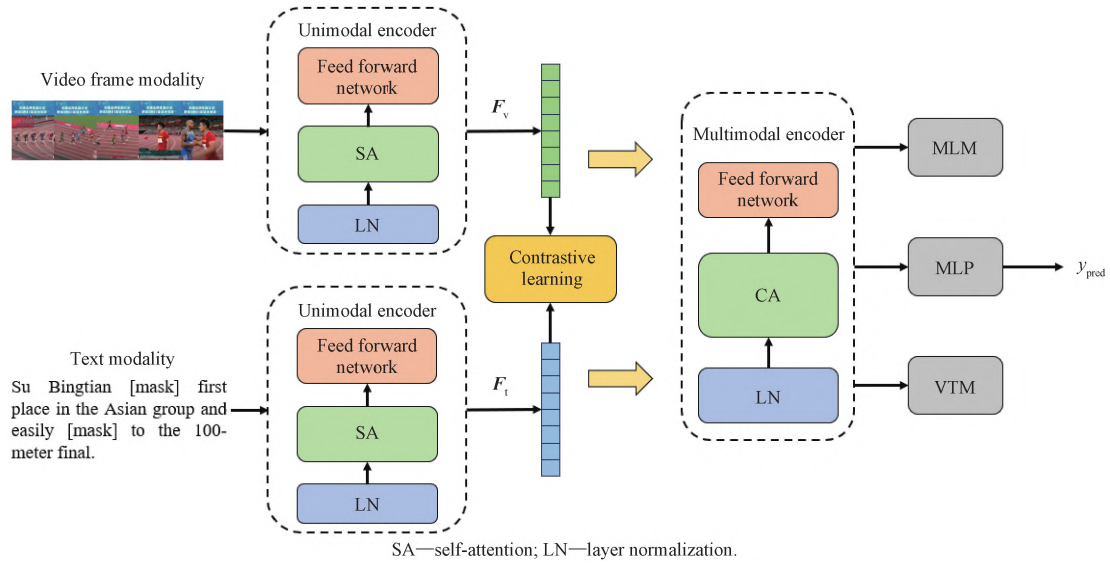 Unimodal encoder
Feed forward
network
SA
LN
Video frame modality
F_v
Contrastive
learning
Unimodal encoder
Feed forward
network
SA
LN
Text modality
Su Bingtian [mask] first
place in the Asian group and
easily [mask] to the 100-
meter final.
F_t
Multimodal encoder
Feed forward
network
CA
LN
MLM
MLP
y_pred
VTM
SA—self-attention; LN—layer normalization.